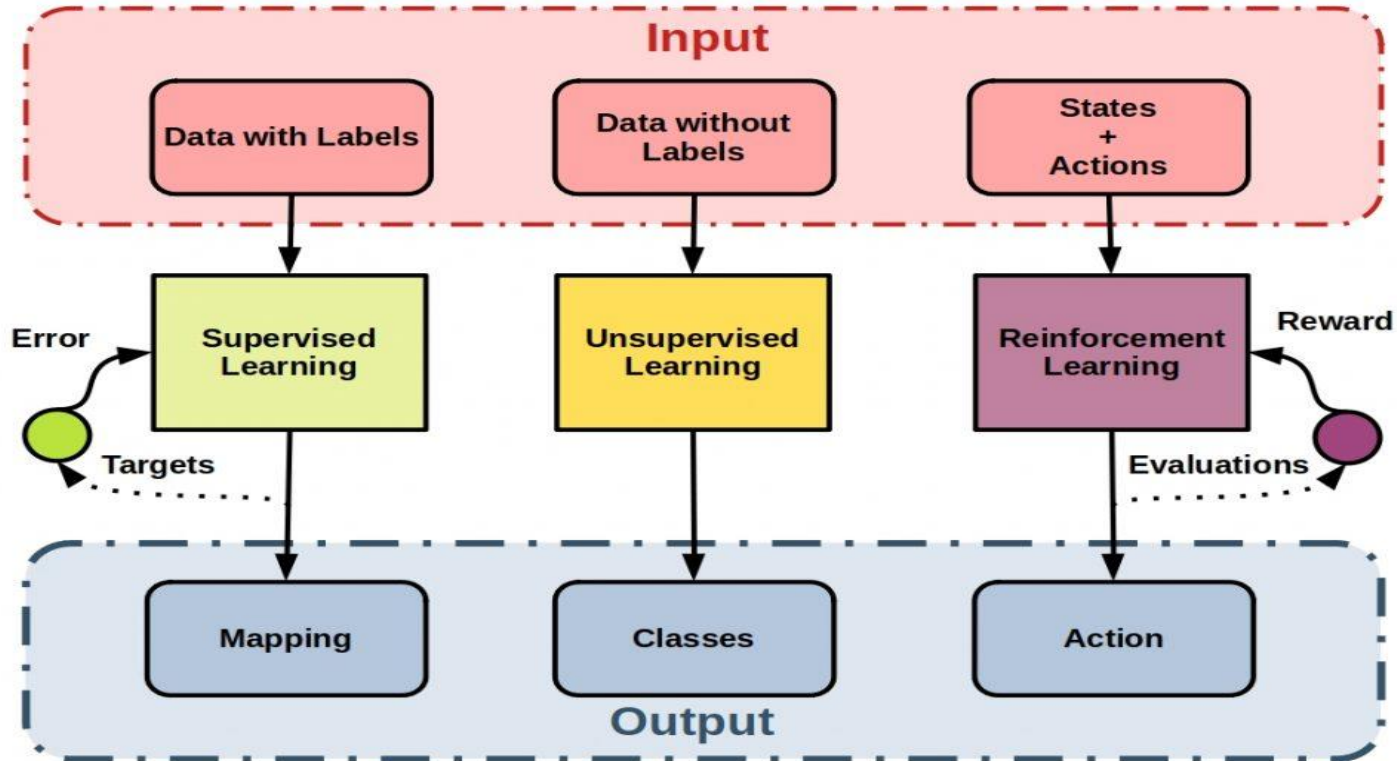 Input
Data with Labels
Data without
Labels
States
+
Actions
Error
Supervised
Learning
Unsupervised
Learning
Reinforcement
Learning
Reward
Targets
Evaluations
Mapping
Classes
Action
Output